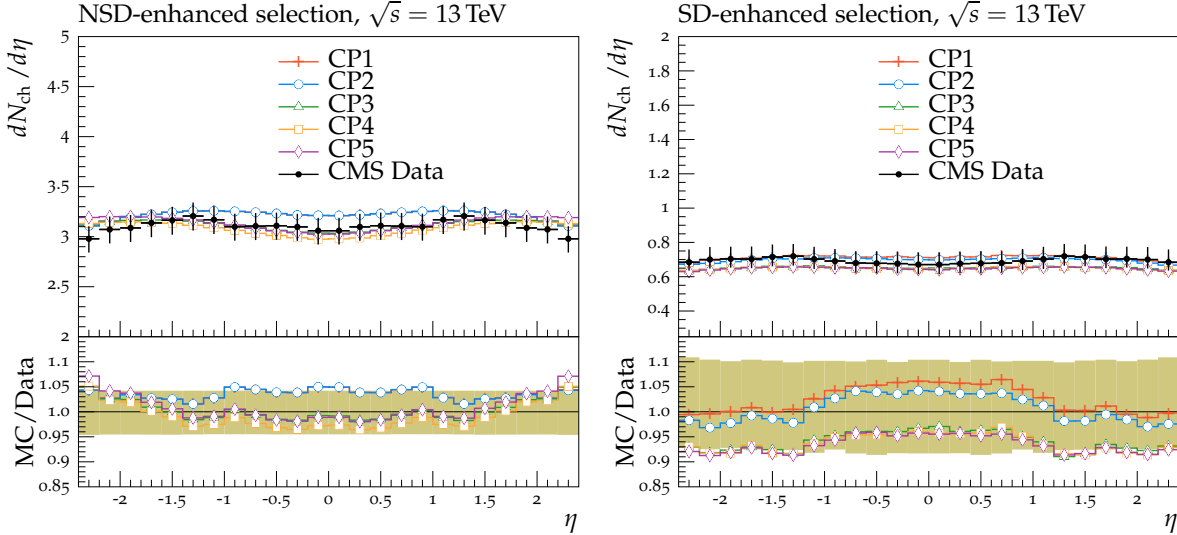 NSD-enhanced selection, √s = 13 TeV
dN_ch/dη
5
4.5
4
3.5
3
2.5
2
CP1
CP2
CP3
CP4
CP5
CMS Data
MC/Data
1.1
1.05
1.0
0.95
0.9
0.85
-2 -1.5 -1 -0.5 0 0.5 1 1.5 2
η
SD-enhanced selection, √s = 13 TeV
dN_ch/dη
2
1.8
1.6
1.4
1.2
1
0.8
0.6
0.4
CP1
CP2
CP3
CP4
CP5
CMS Data
MC/Data
1.1
1.05
1.0
0.95
0.9
0.85
-2 -1.5 -1 -0.5 0 0.5 1 1.5 2
η